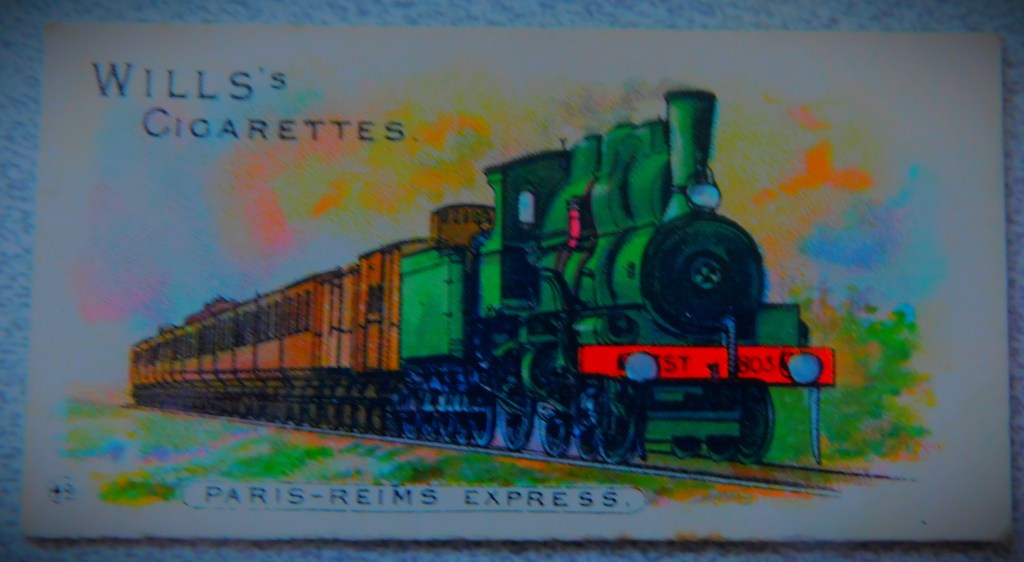 WILLS's
CIGARETTES.
EST 803
PARIS-REIMS EXPRESS.